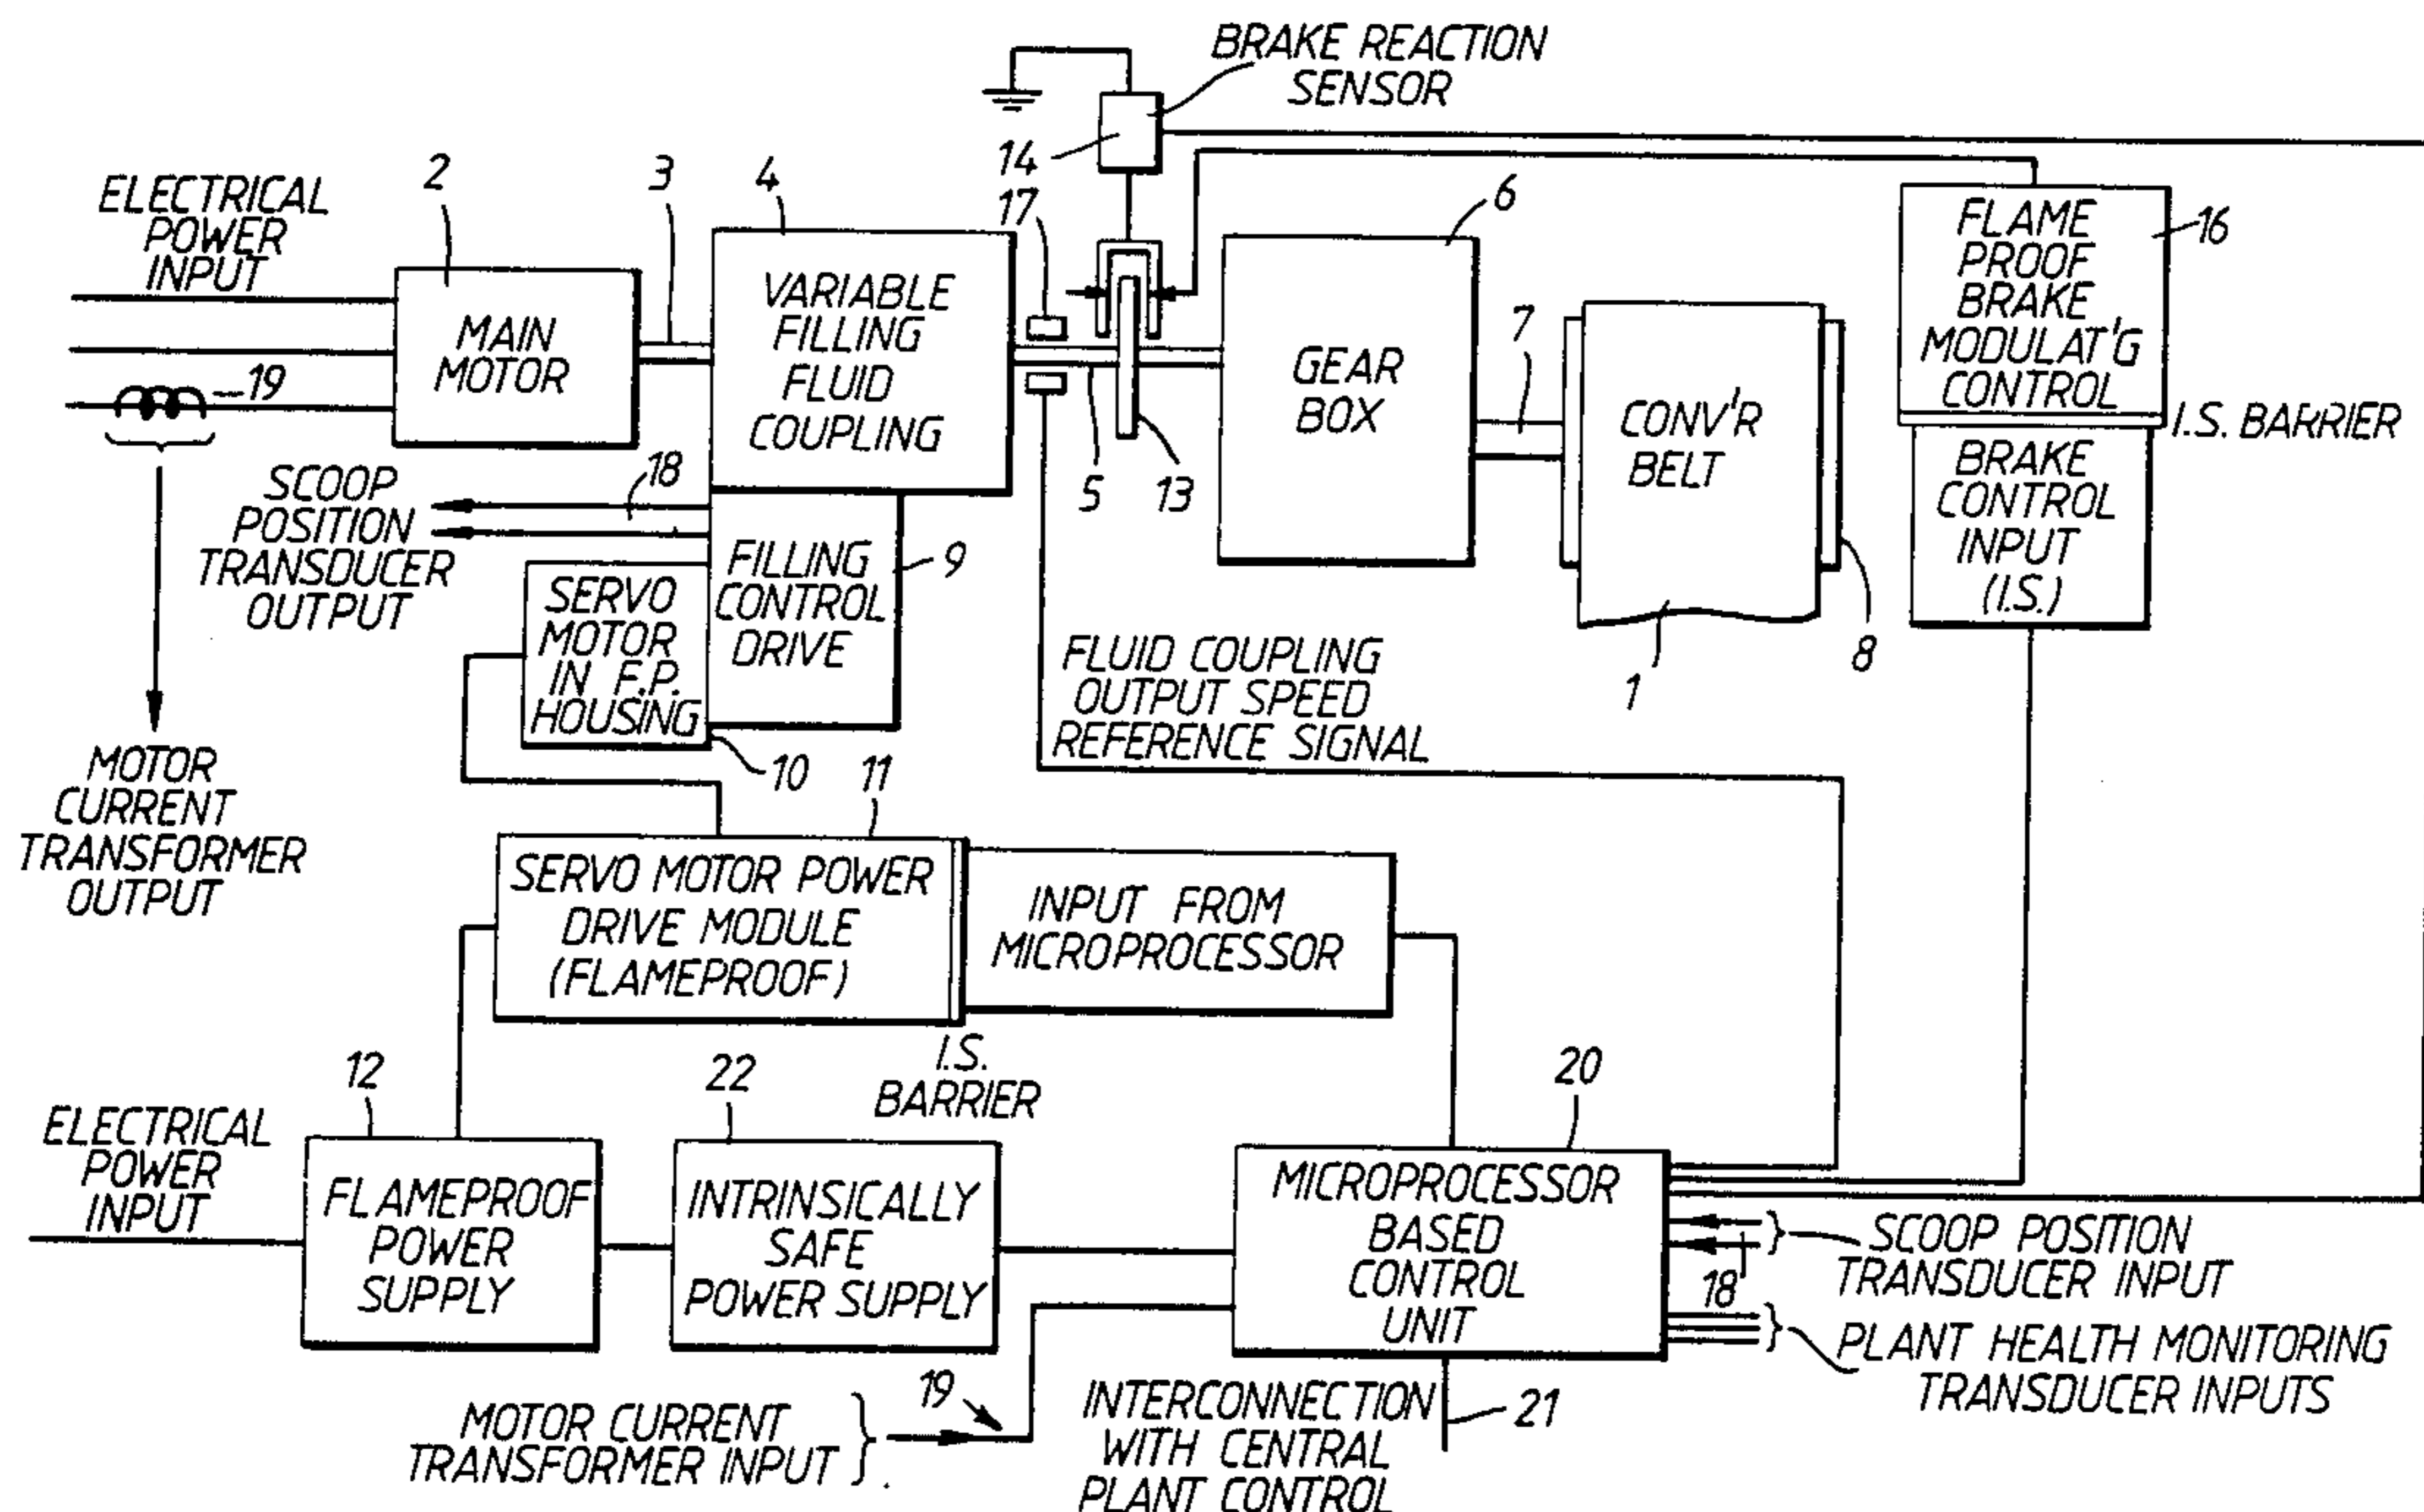 BRAKE REACTION
SENSOR
14
17
ELECTRICAL
POWER
INPUT
2
3
4
6
16
MAIN
MOTOR
VARIABLE
FILLING
FLUID
COUPLING
GEAR
BOX
7
CONV'R
BELT
FLAME
PROOF
BRAKE
MODULAT'G
CONTROL
I.S. BARRIER
BRAKE
CONTROL
INPUT
(I.S.)
19
18
5
13
8
1
SCOOP
POSITION
TRANSDUCER
OUTPUT
FILLING
CONTROL
DRIVE
9
SERVO
MOTOR
IN F.P.
HOUSING
10
FLUID COUPLING
OUTPUT SPEED
REFERENCE SIGNAL
MOTOR
CURRENT
TRANSFORMER
OUTPUT
11
SERVO MOTOR POWER
DRIVE MODULE
(FLAMEPROOF)
INPUT FROM
MICROPROCESSOR
I.S.
BARRIER
12
22
20
ELECTRICAL
POWER
INPUT
FLAMEPROOF
POWER
SUPPLY
INTRINSICALLY
SAFE
POWER SUPPLY
MICROPROCESSOR
BASED
CONTROL
UNIT
SCOOP POSITION
TRANSDUCER INPUT
18
PLANT HEALTH MONITORING
TRANSDUCER INPUTS
19
MOTOR CURRENT
TRANSFORMER INPUT
INTERCONNECTION
WITH CENTRAL
PLANT CONTROL
21